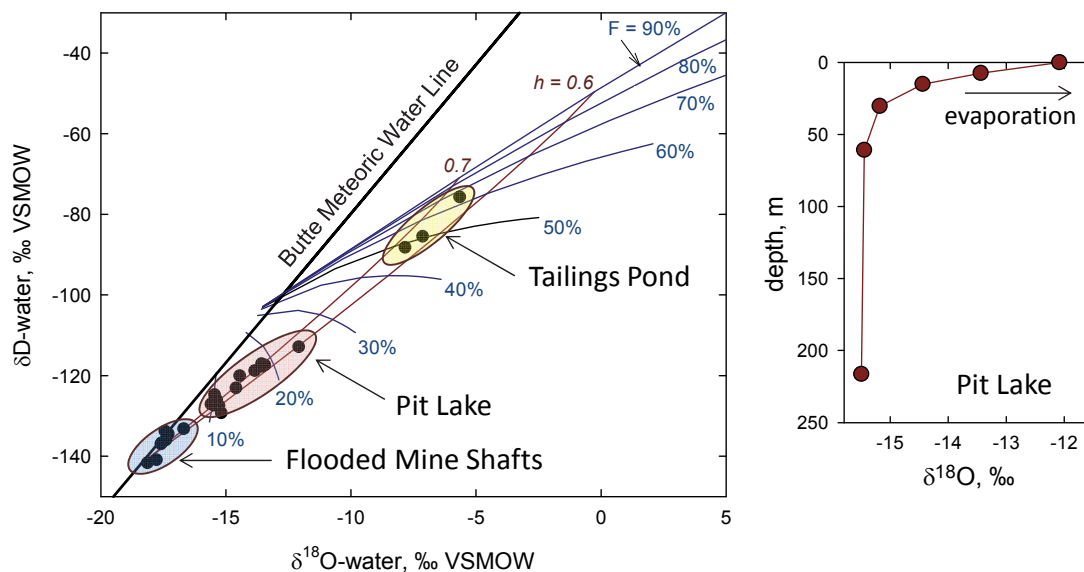 δD-water, ‰ VSMOW
-40
-60
-80
-100
-120
-140
-20
-15
-10
-5
0
5
δ¹⁸O-water, ‰ VSMOW
Butte Meteoric Water Line
F = 90%
80%
70%
60%
50%
40%
30%
20%
10%
h = 0.6
0.7
Tailings Pond
Pit Lake
Flooded Mine Shafts
depth, m
0
50
100
150
200
250
evaporation
Pit Lake
-15
-14
-13
-12
δ¹⁸O, ‰